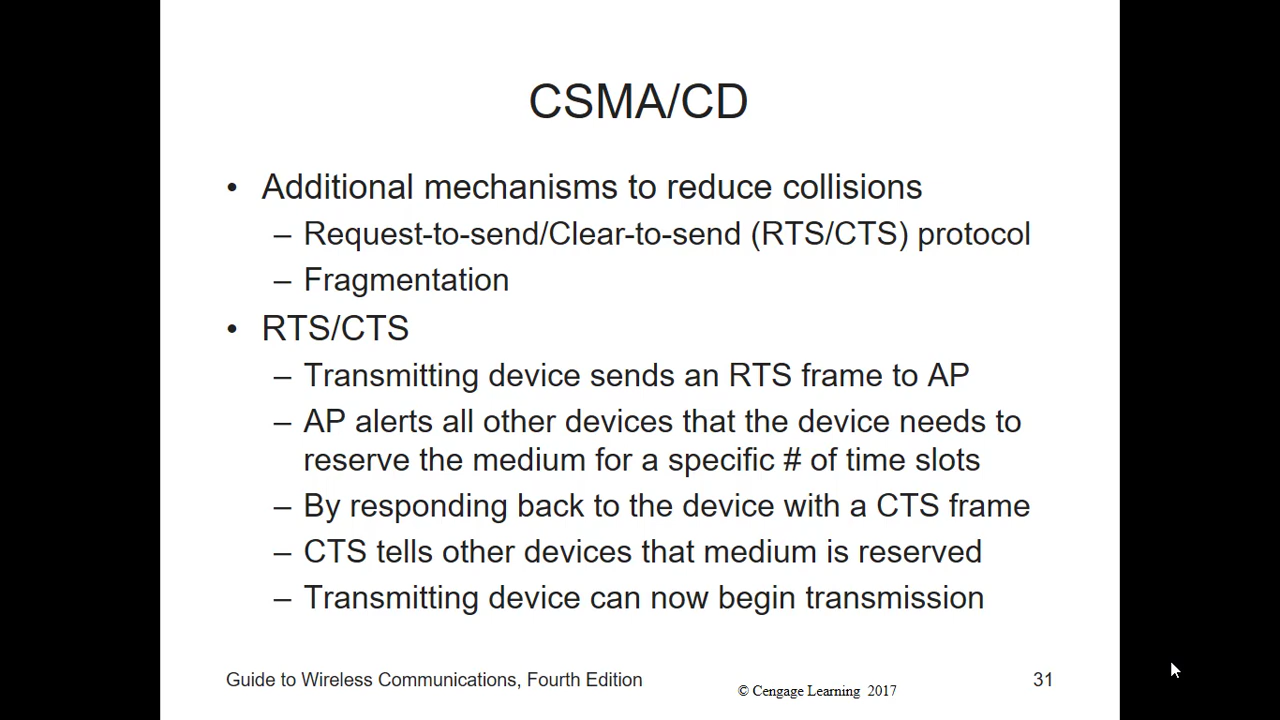 CSMA/CD
• Additional mechanisms to reduce collisions
– Request-to-send/Clear-to-send (RTS/CTS) protocol
– Fragmentation
• RTS/CTS
– Transmitting device sends an RTS frame to AP
– AP alerts all other devices that the device needs to
reserve the medium for a specific # of time slots
– By responding back to the device with a CTS frame
– CTS tells other devices that medium is reserved
– Transmitting device can now begin transmission
Guide to Wireless Communications, Fourth Edition
© Cengage Learning 2017
31